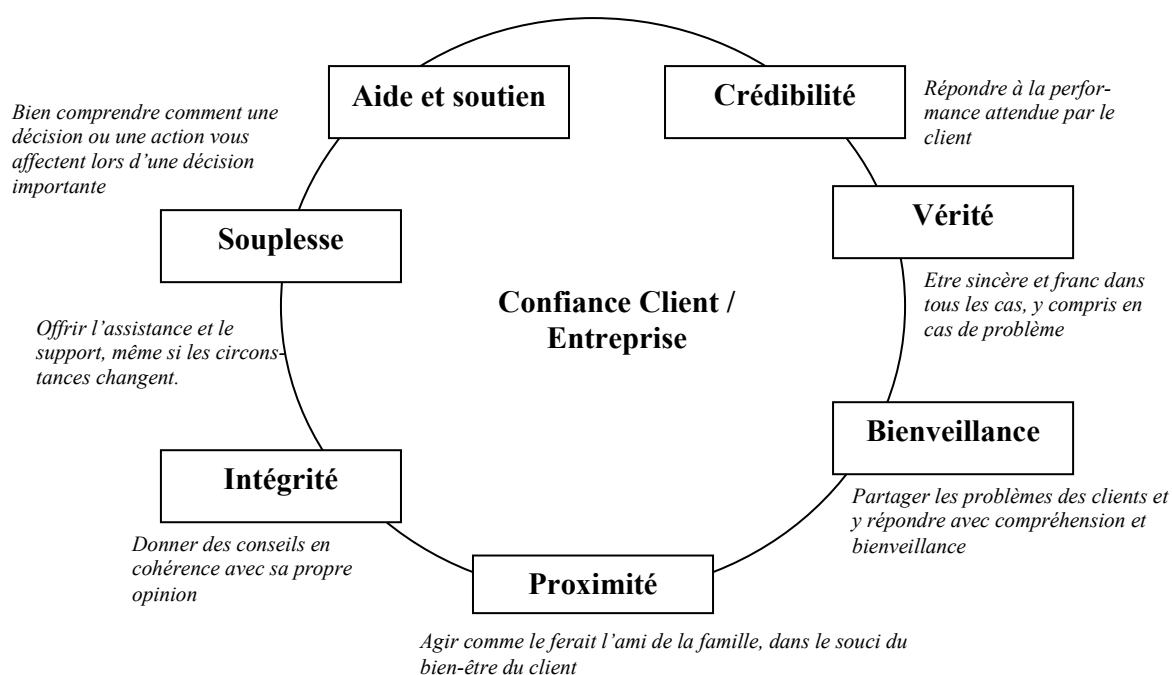 Aide et soutien
Bien comprendre comment une
décision ou une action vous
affectent lors d’une décision
importante
Crédibilité
Répondre à la perfor-
mance attendue par le
client
Souplesse
Offrir l’assistance et le
support, même si les circons-
tances changent.
Vérité
Etre sincère et franc dans
tous les cas, y compris en
cas de problème
Confiance Client /
Entreprise
Intégrité
Donner des conseils en
cohérence avec sa propre
opinion
Bienveillance
Partager les problèmes des clients et
y répondre avec compréhension et
bienveillance
Proximité
Agir comme le ferait l’ami de la famille, dans le souci du
bien-être du client